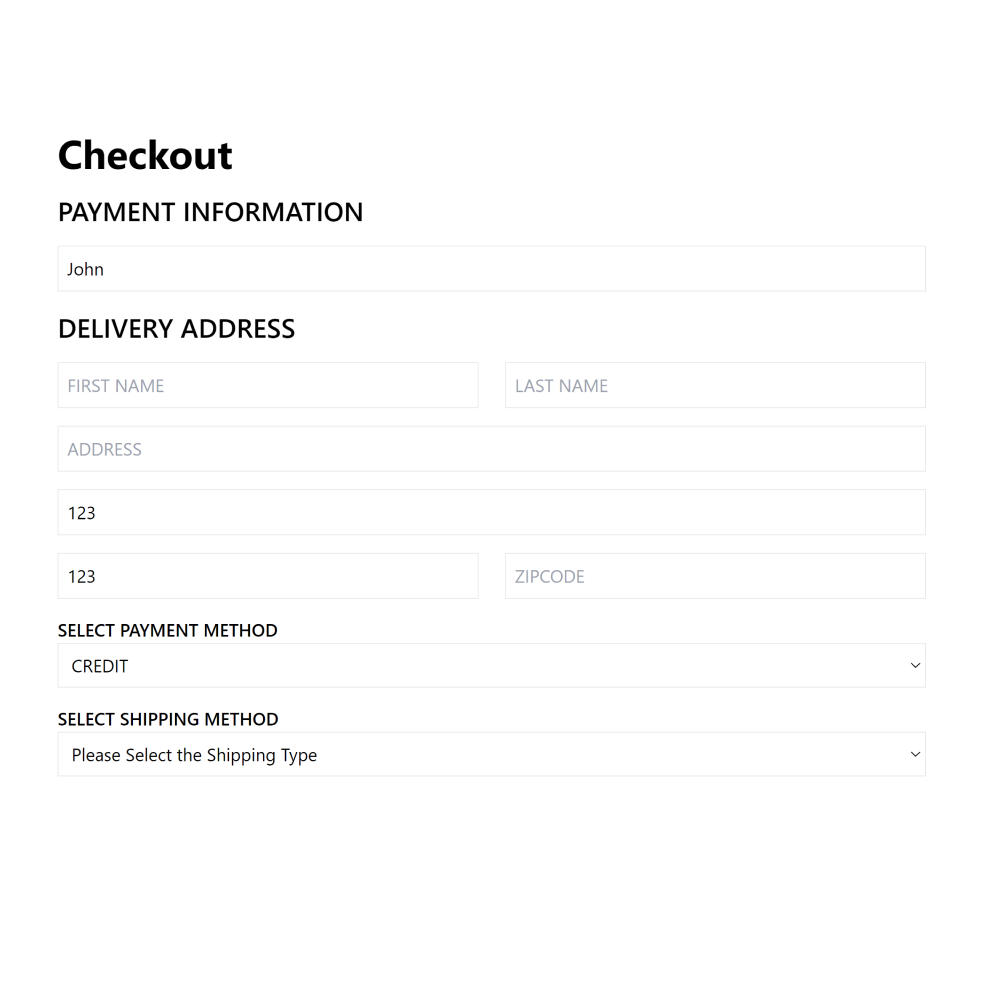 Checkout
PAYMENT INFORMATION
John
DELIVERY ADDRESS
FIRST NAME LAST NAME
ADDRESS
123
123 ZIPCODE
SELECT PAYMENT METHOD
CREDIT
SELECT SHIPPING METHOD
Please Select the Shipping Type